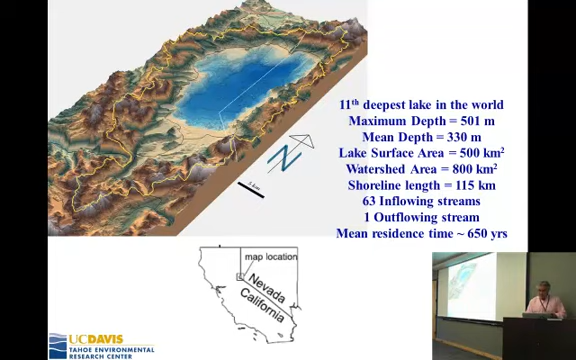 11th deepest lake in the world
Maximum Depth = 501 m
Mean Depth = 330 m
Lake Surface Area = 500 km2
Watershed Area = 800 km2
Shoreline length = 115 km
63 Inflowing streams
1 Outflowing stream
Mean residence time ~ 650 yrs
N
map location
Nevada
California
UCDAVIS
TAHOE ENVIRONMENTAL
RESEARCH CENTER